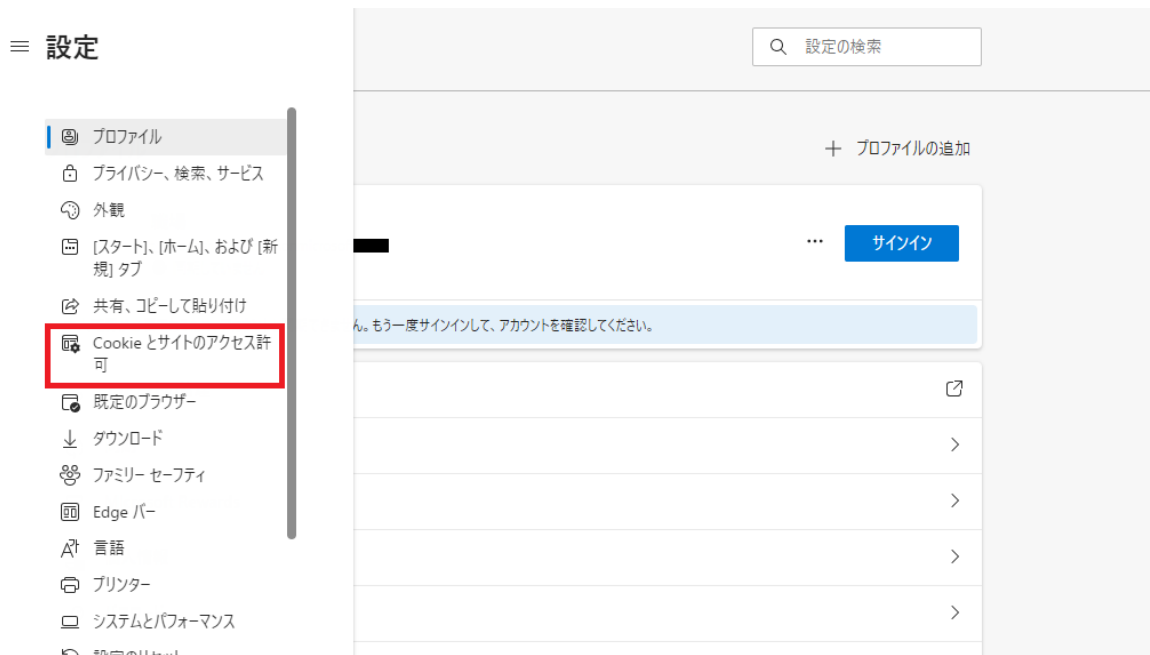 設定
設定の検索
プロファイル
プライバシー、検索、サービス
外観
[スタート]、[ホーム]、および [新
規] タブ
共有、コピーして貼り付け
Cookie とサイトのアクセス許
可
既定のブラウザー
ダウンロード
ファミリー セーフティ
Edge バー
言語
プリンター
システムとパフォーマンス
設定のリセット
プロファイルの追加
サインイン
ん。もう一度サインインして、アカウントを確認してください。